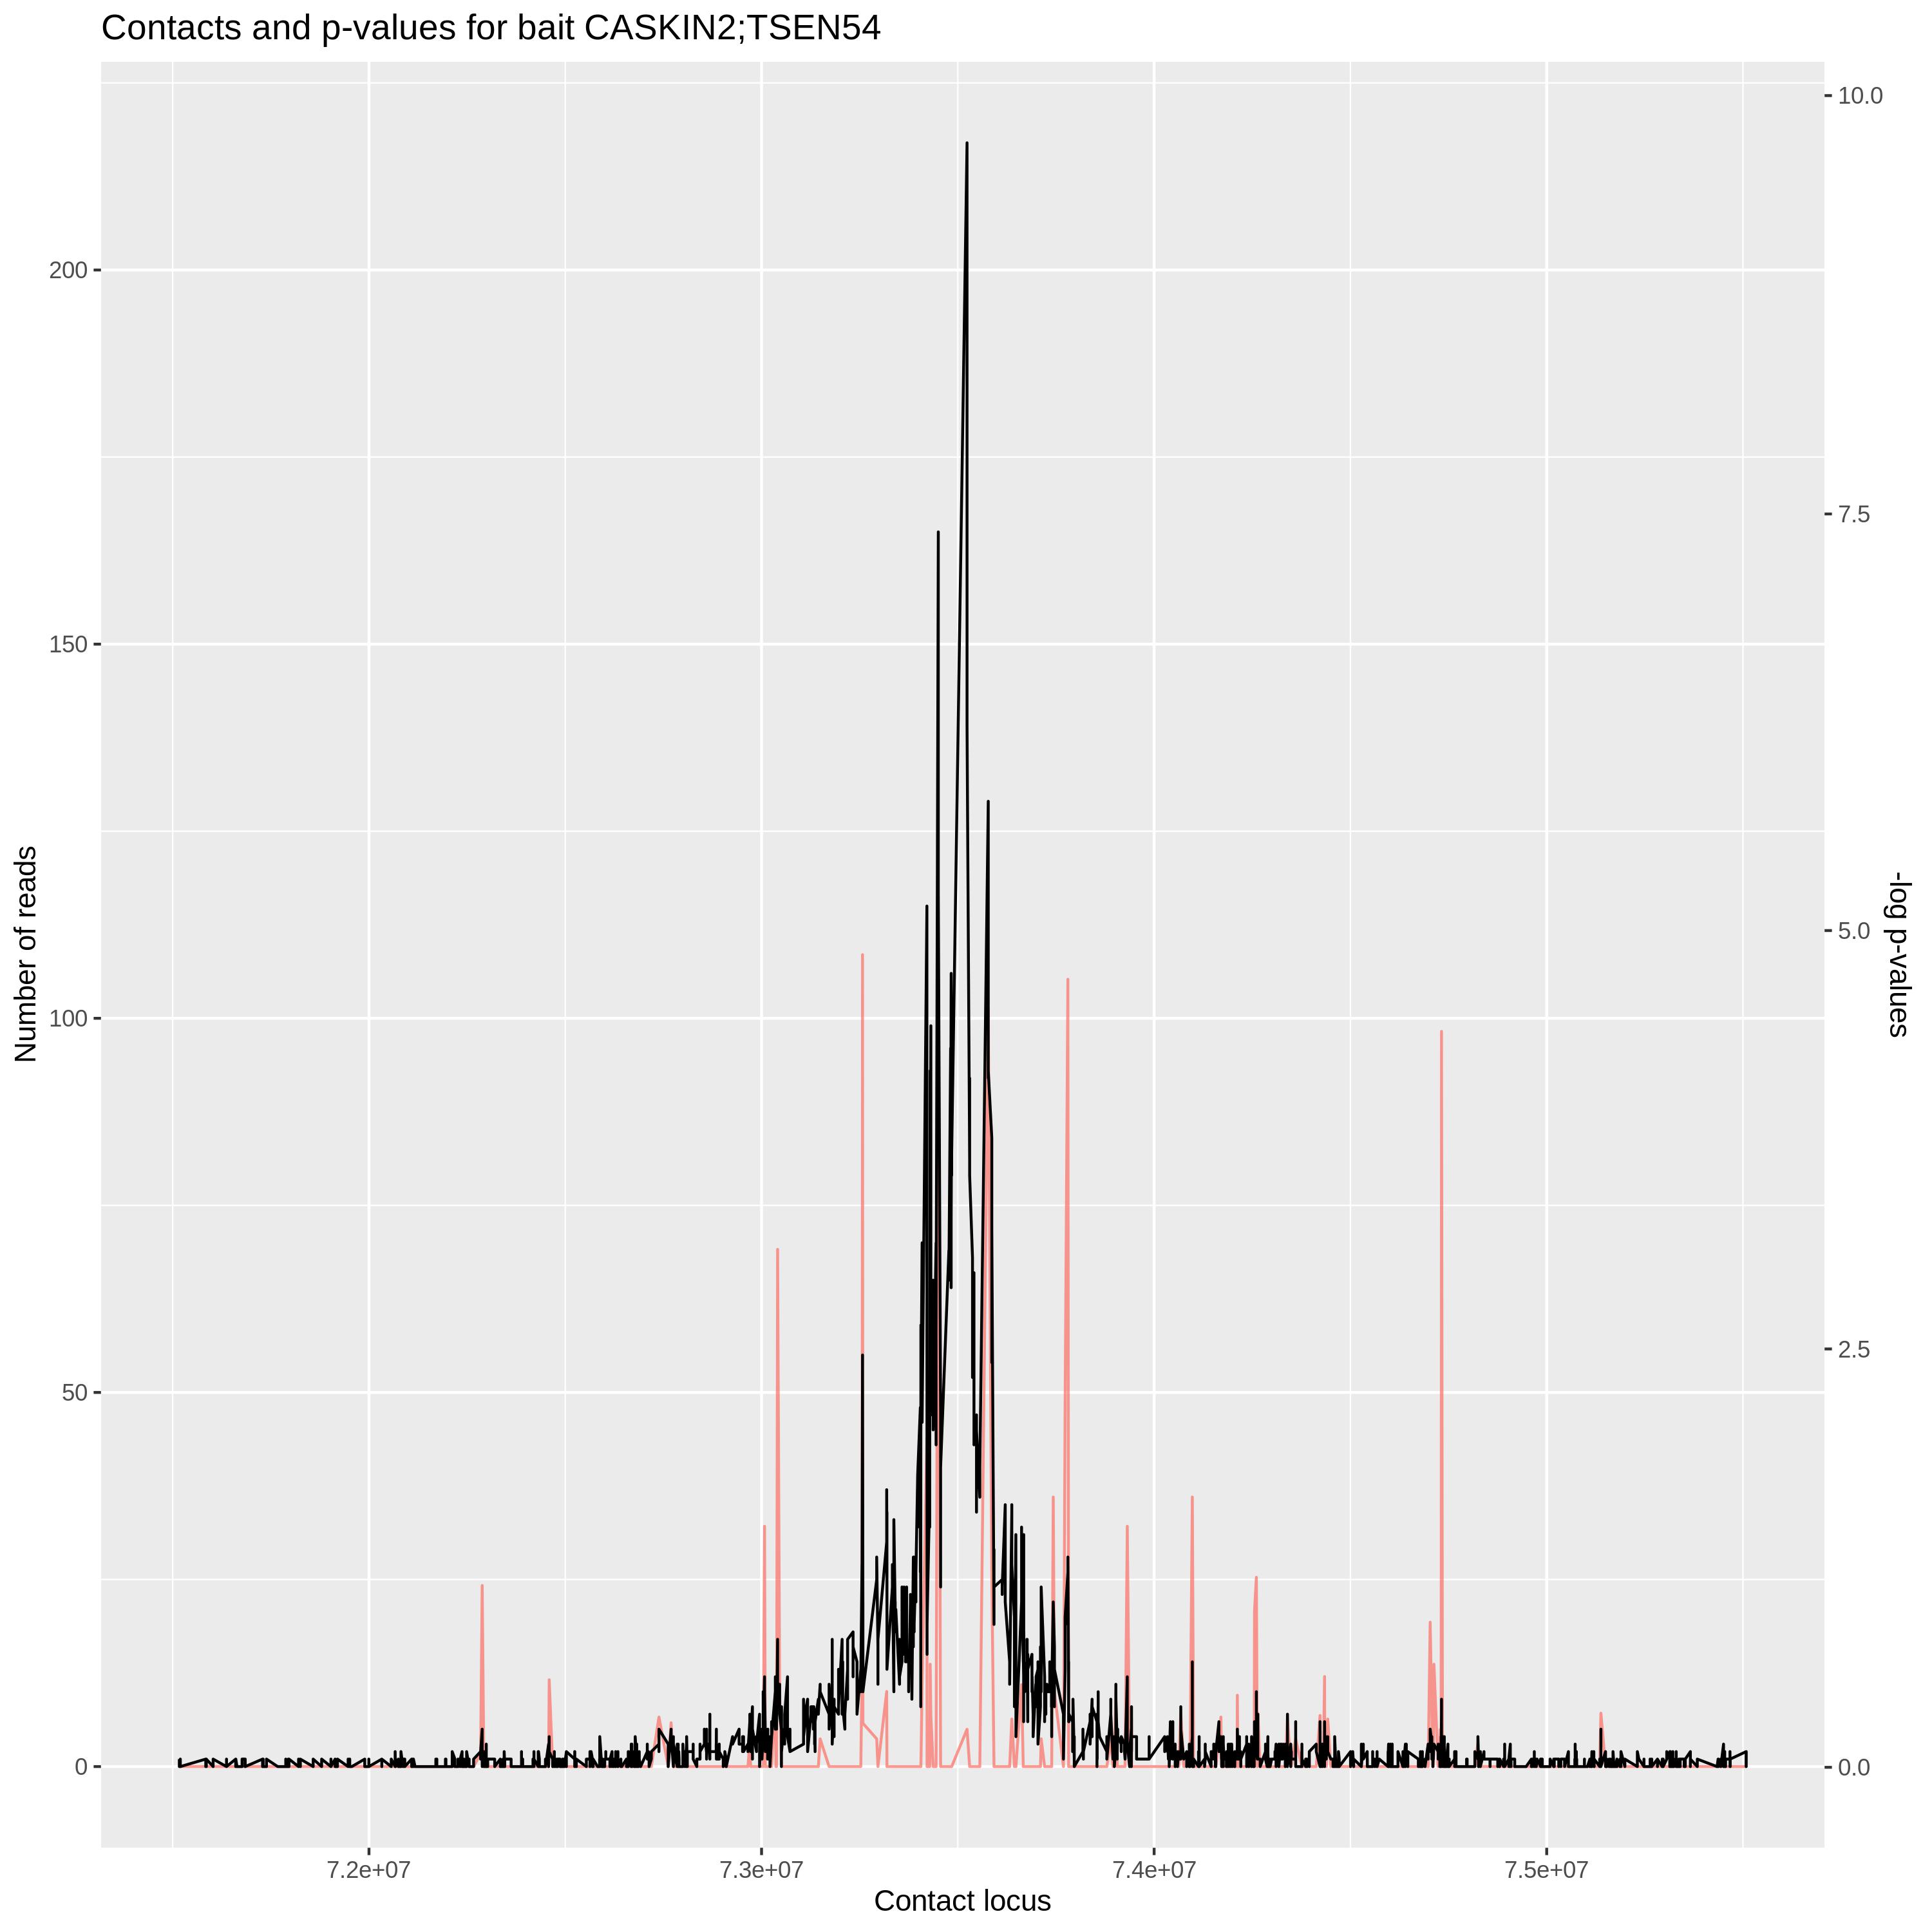 Contacts and p-values for bait CASKIN2;TSEN54
200
150
100
50
0
Number of reads
10.0
7.5
5.0
2.5
0.0
-log p-values
7.2e+07
7.3e+07
7.4e+07
7.5e+07
Contact locus